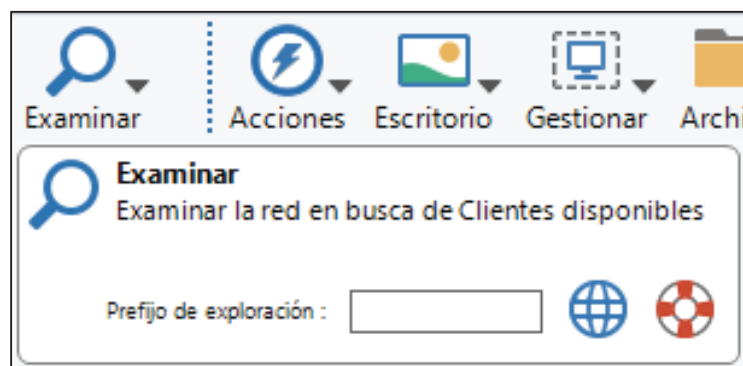 Examinar Acciones Escritorio Gestionar
Examinar
Examinar la red en busca de Clientes disponibles
Prefijo de exploración :